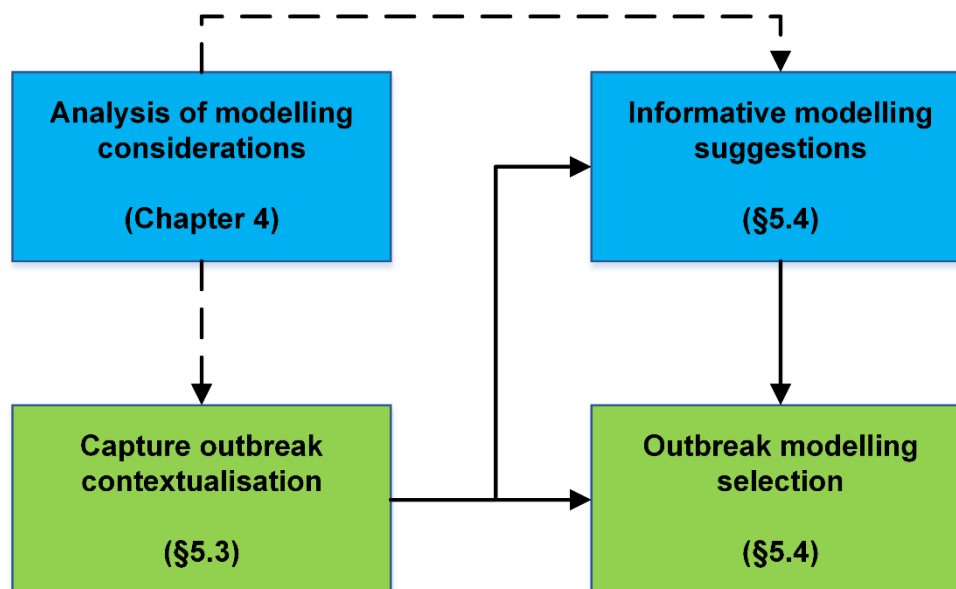 Analysis of modelling
considerations
(Chapter 4)
Informative modelling
suggestions
(§5.4)
Capture outbreak
contextualisation
(§5.3)
Outbreak modelling
selection
(§5.4)